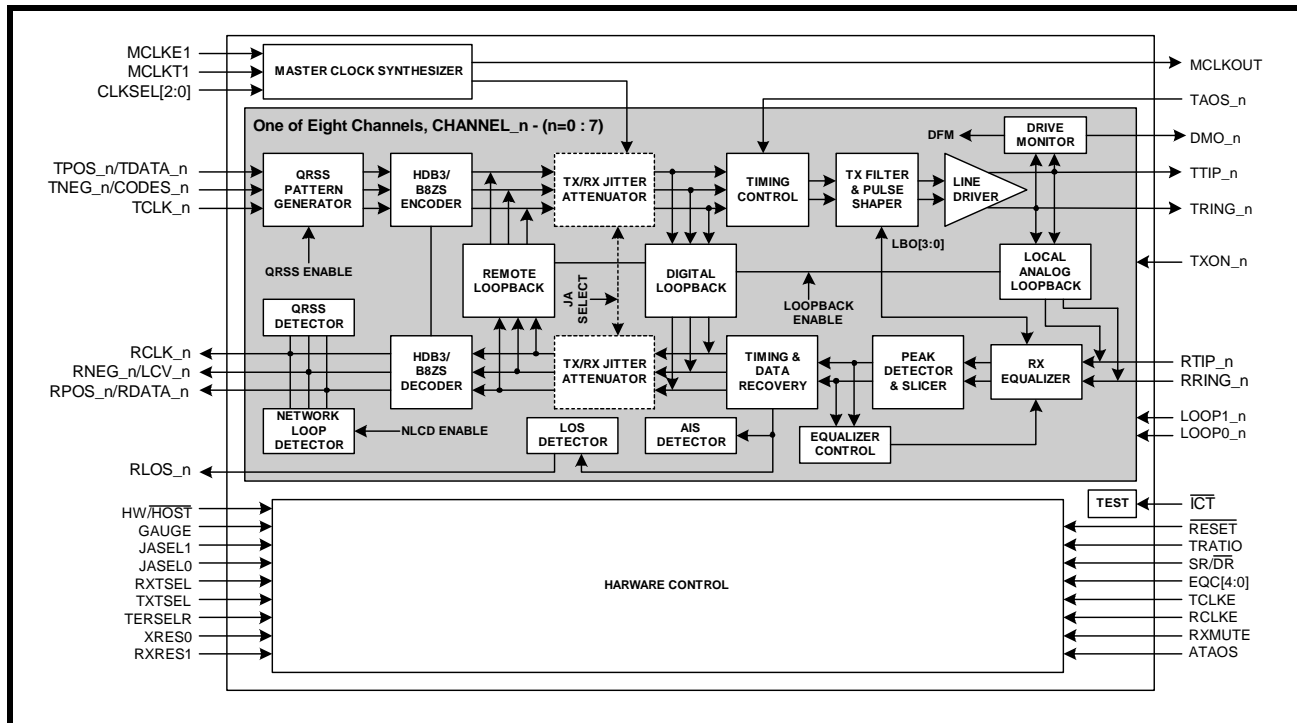 MCLKE1
MCLKT1
CLKSEL[2:0]
MASTER CLOCK SYNTHESIZER
MCLKOUT
TAOS_n
One of Eight Channels, CHANNEL_n - (n=0 : 7)
DFM
DRIVE
MONITOR
DMO_n
TPOS_n/TDATA_n
TNEG_n/CODES_n
TCLK_n
QRSS
PATTERN
GENERATOR
HDB3/
B8ZS
ENCODER
TX/RX JITTER
ATTENUATOR
TIMING
CONTROL
TX FILTER
& PULSE
SHAPER
LINE
DRIVER
TTIP_n
TRING_n
LBO[3:0]
QRSS ENABLE
REMOTE
LOOPBACK
JA
SELECT
DIGITAL
LOOPBACK
LOOPBACK
ENABLE
LOCAL
ANALOG
LOOPBACK
TXON_n
QRSS
DETECTOR
RCLK_n
RNEG_n/LCV_n
RPOS_n/RDATA_n
HDB3/
B8ZS
DECODER
TX/RX JITTER
ATTENUATOR
TIMING &
DATA
RECOVERY
PEAK
DETECTOR
& SLICER
RX
EQUALIZER
RTIP_n
RRING_n
NETWORK
LOOP
DETECTOR
NLCD ENABLE
LOS
DETECTOR
AIS
DETECTOR
EQUALIZER
CONTROL
LOOP1_n
LOOP0_n
RLOS_n
TEST
ICT
HW/HOST
GAUGE
JASEL1
JASEL0
RXTSEL
TXTSEL
TERSELR
XRES0
RXRES1
HARWARE CONTROL
RESET
TRATIO
SR/DR
EQC[4:0]
TCLKE
RCLKE
RXMUTE
ATAOS